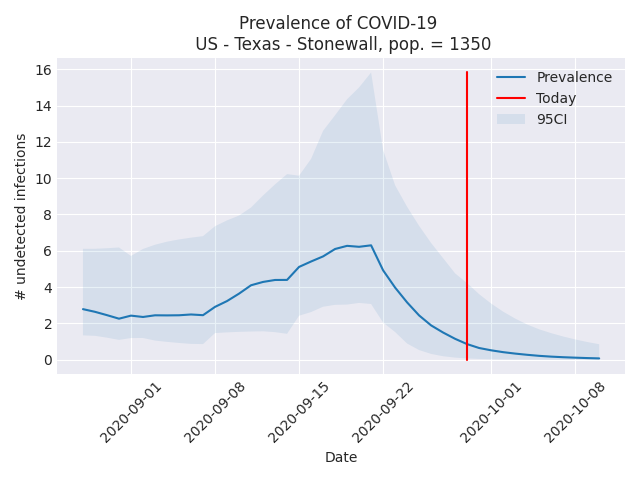 Prevalence of COVID-19
US - Texas - Stonewall, pop. = 1350
Prevalence
Today
95CI
# undetected infections
16
14
12
10
8
6
4
2
0
2020-09-01
2020-09-08
2020-09-15
2020-09-22
2020-10-01
2020-10-08
Date